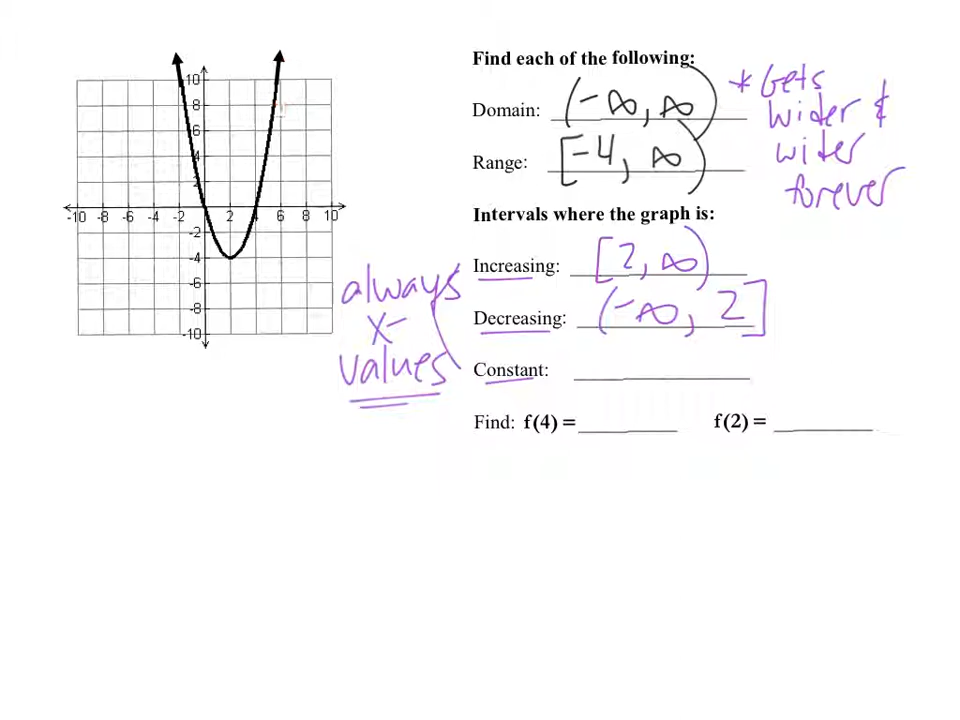 Find each of the following:
Domain: (-∞, ∞)
Range: [-4, ∞)
* Gets
wider &
wider
forever
Intervals where the graph is:
Increasing: [2, ∞)
Decreasing: (-∞, 2]
Constant:
always
x-
values
Find: f(4) = f(2) =
10
8
6
4
2
-10 -8 -6 -4 -2 2 4 6 8 10
-2
-4
-6
-8
-10